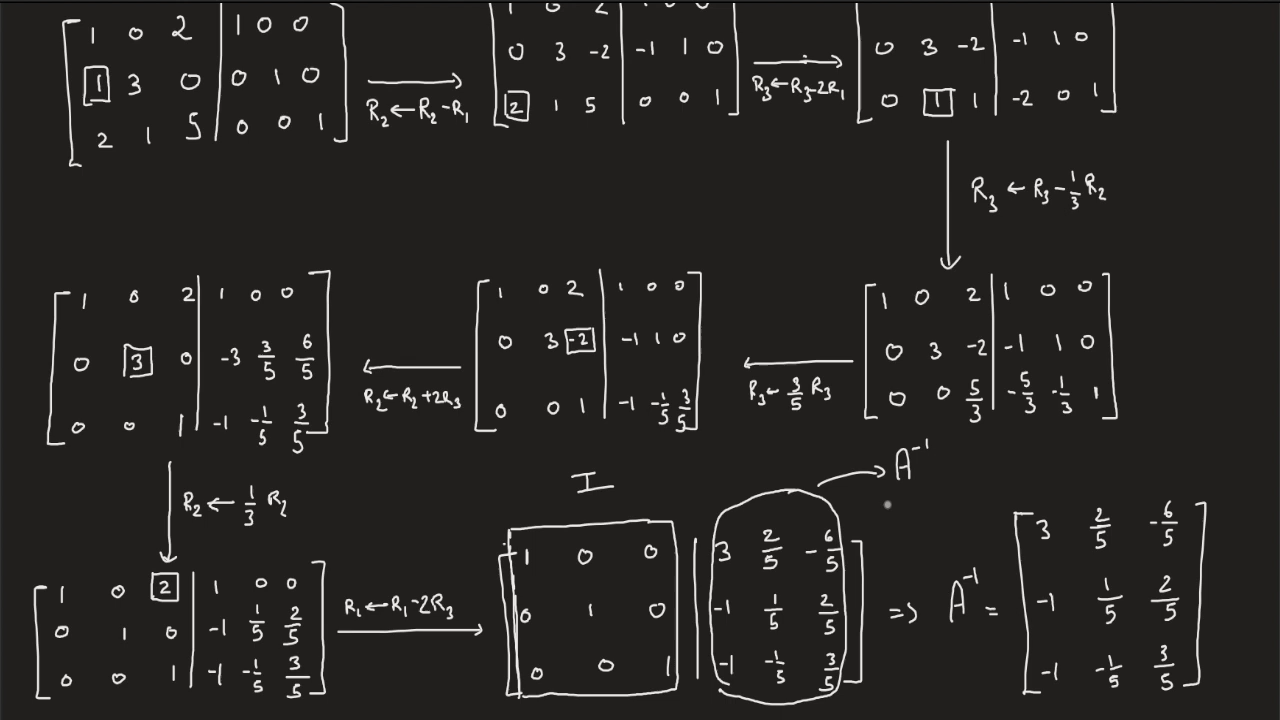 1 0 2 | 1 0 0
1 3 0 | 0 1 0
2 1 5 | 0 0 1
R₂ ← R₂ - R₁
1 0 2 | 1 0 0
0 3 -2 | -1 1 0
2 1 5 | 0 0 1
R₃ ← R₃ - 2R₁
0 3 -2 | -1 1 0
0 1 1 | -2 0 1
R₃ ← R₃ - 1/3 R₂
1 0 2 | 1 0 0
0 3 -2 | -1 1 0
0 0 5/3 | -5/3 -1/3 1
R₃ ← 3/5 R₃
1 0 2 | 1 0 0
0 3 -2 | -1 1 0
0 0 1 | -1 -1/5 3/5
R₂ ← R₂ + 2R₃
1 0 2 | 1 0 0
0 3 0 | -3 3/5 6/5
0 0 1 | -1 -1/5 3/5
R₂ ← 1/3 R₂
1 0 2 | 1 0 0
0 1 0 | -1 1/5 2/5
0 0 1 | -1 -1/5 3/5
R₁ ← R₁ - 2R₃
I
A⁻¹
1 0 0 | 3 2/5 -6/5
0 1 0 | -1 1/5 2/5
0 0 1 | -1 -1/5 3/5
⇒ A⁻¹ =
3 2/5 -6/5
-1 1/5 2/5
-1 -1/5 3/5